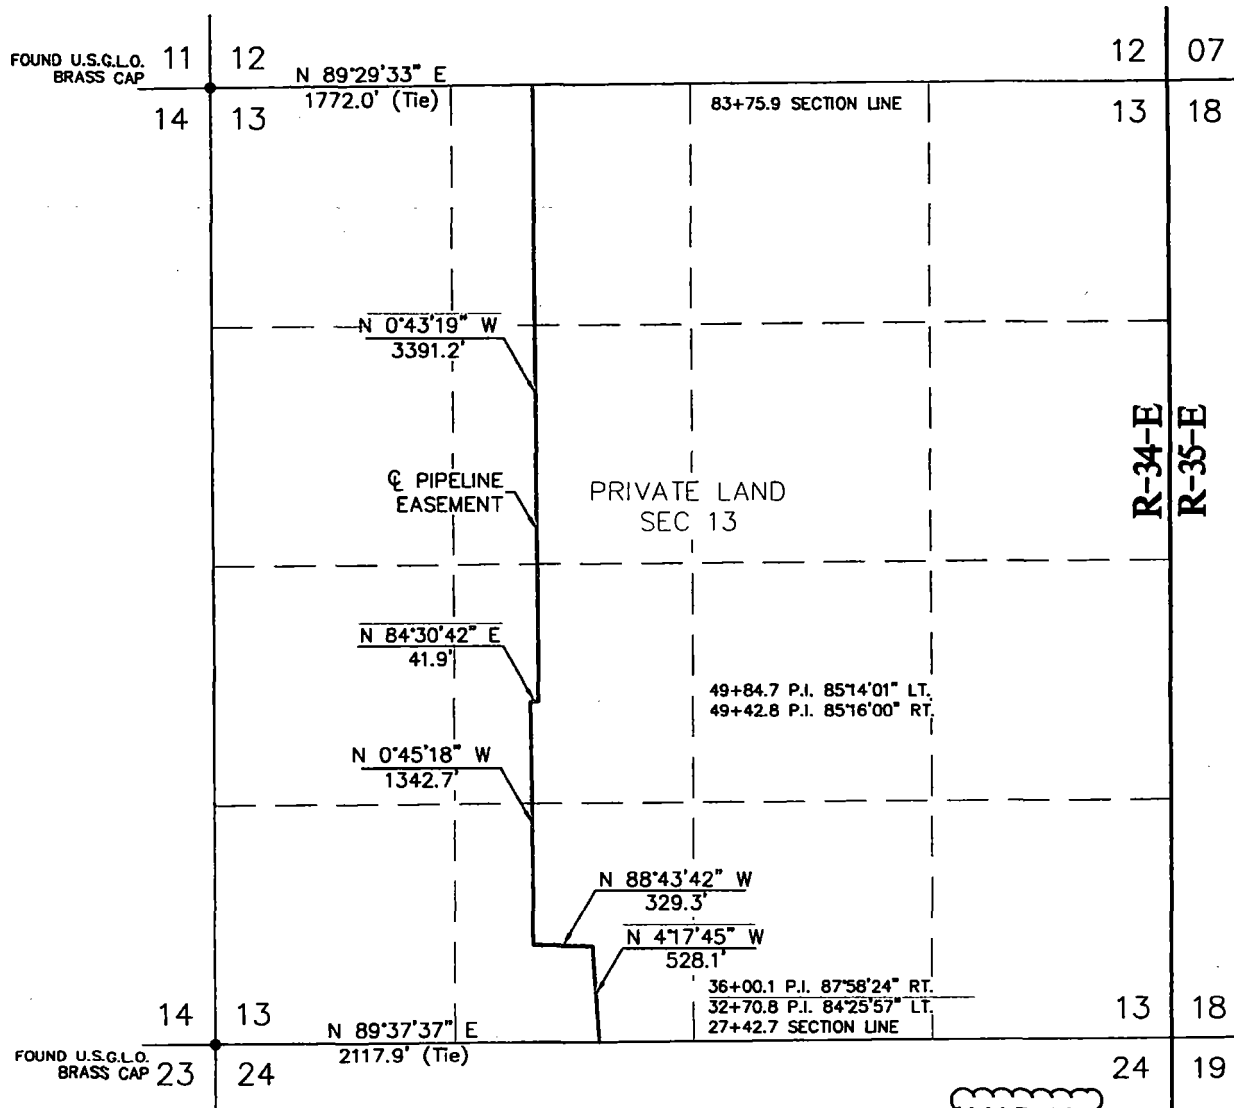 FOUND U.S.G.L.O.
BRASS CAP
11 12
14 13
N 89°29'33" E
1772.0' (Tie)
83+75.9 SECTION LINE
12 07
13 18
N 0°43'19" W
3391.2'
R-34-E
R-35-E
℄ PIPELINE
EASEMENT
PRIVATE LAND
SEC 13
N 84°30'42" E
41.9'
49+84.7 P.I. 85°14'01" LT.
49+42.8 P.I. 85°16'00" RT.
N 0°45'18" W
1342.7'
N 88°43'42" W
329.3'
N 4°17'45" W
528.1'
36+00.1 P.I. 87°58'24" RT.
32+70.8 P.I. 84°25'57" LT.
27+42.7 SECTION LINE
14 13
13 18
N 89°37'37" E
2117.9' (Tie)
FOUND U.S.G.L.O.
BRASS CAP
23 24
24 19